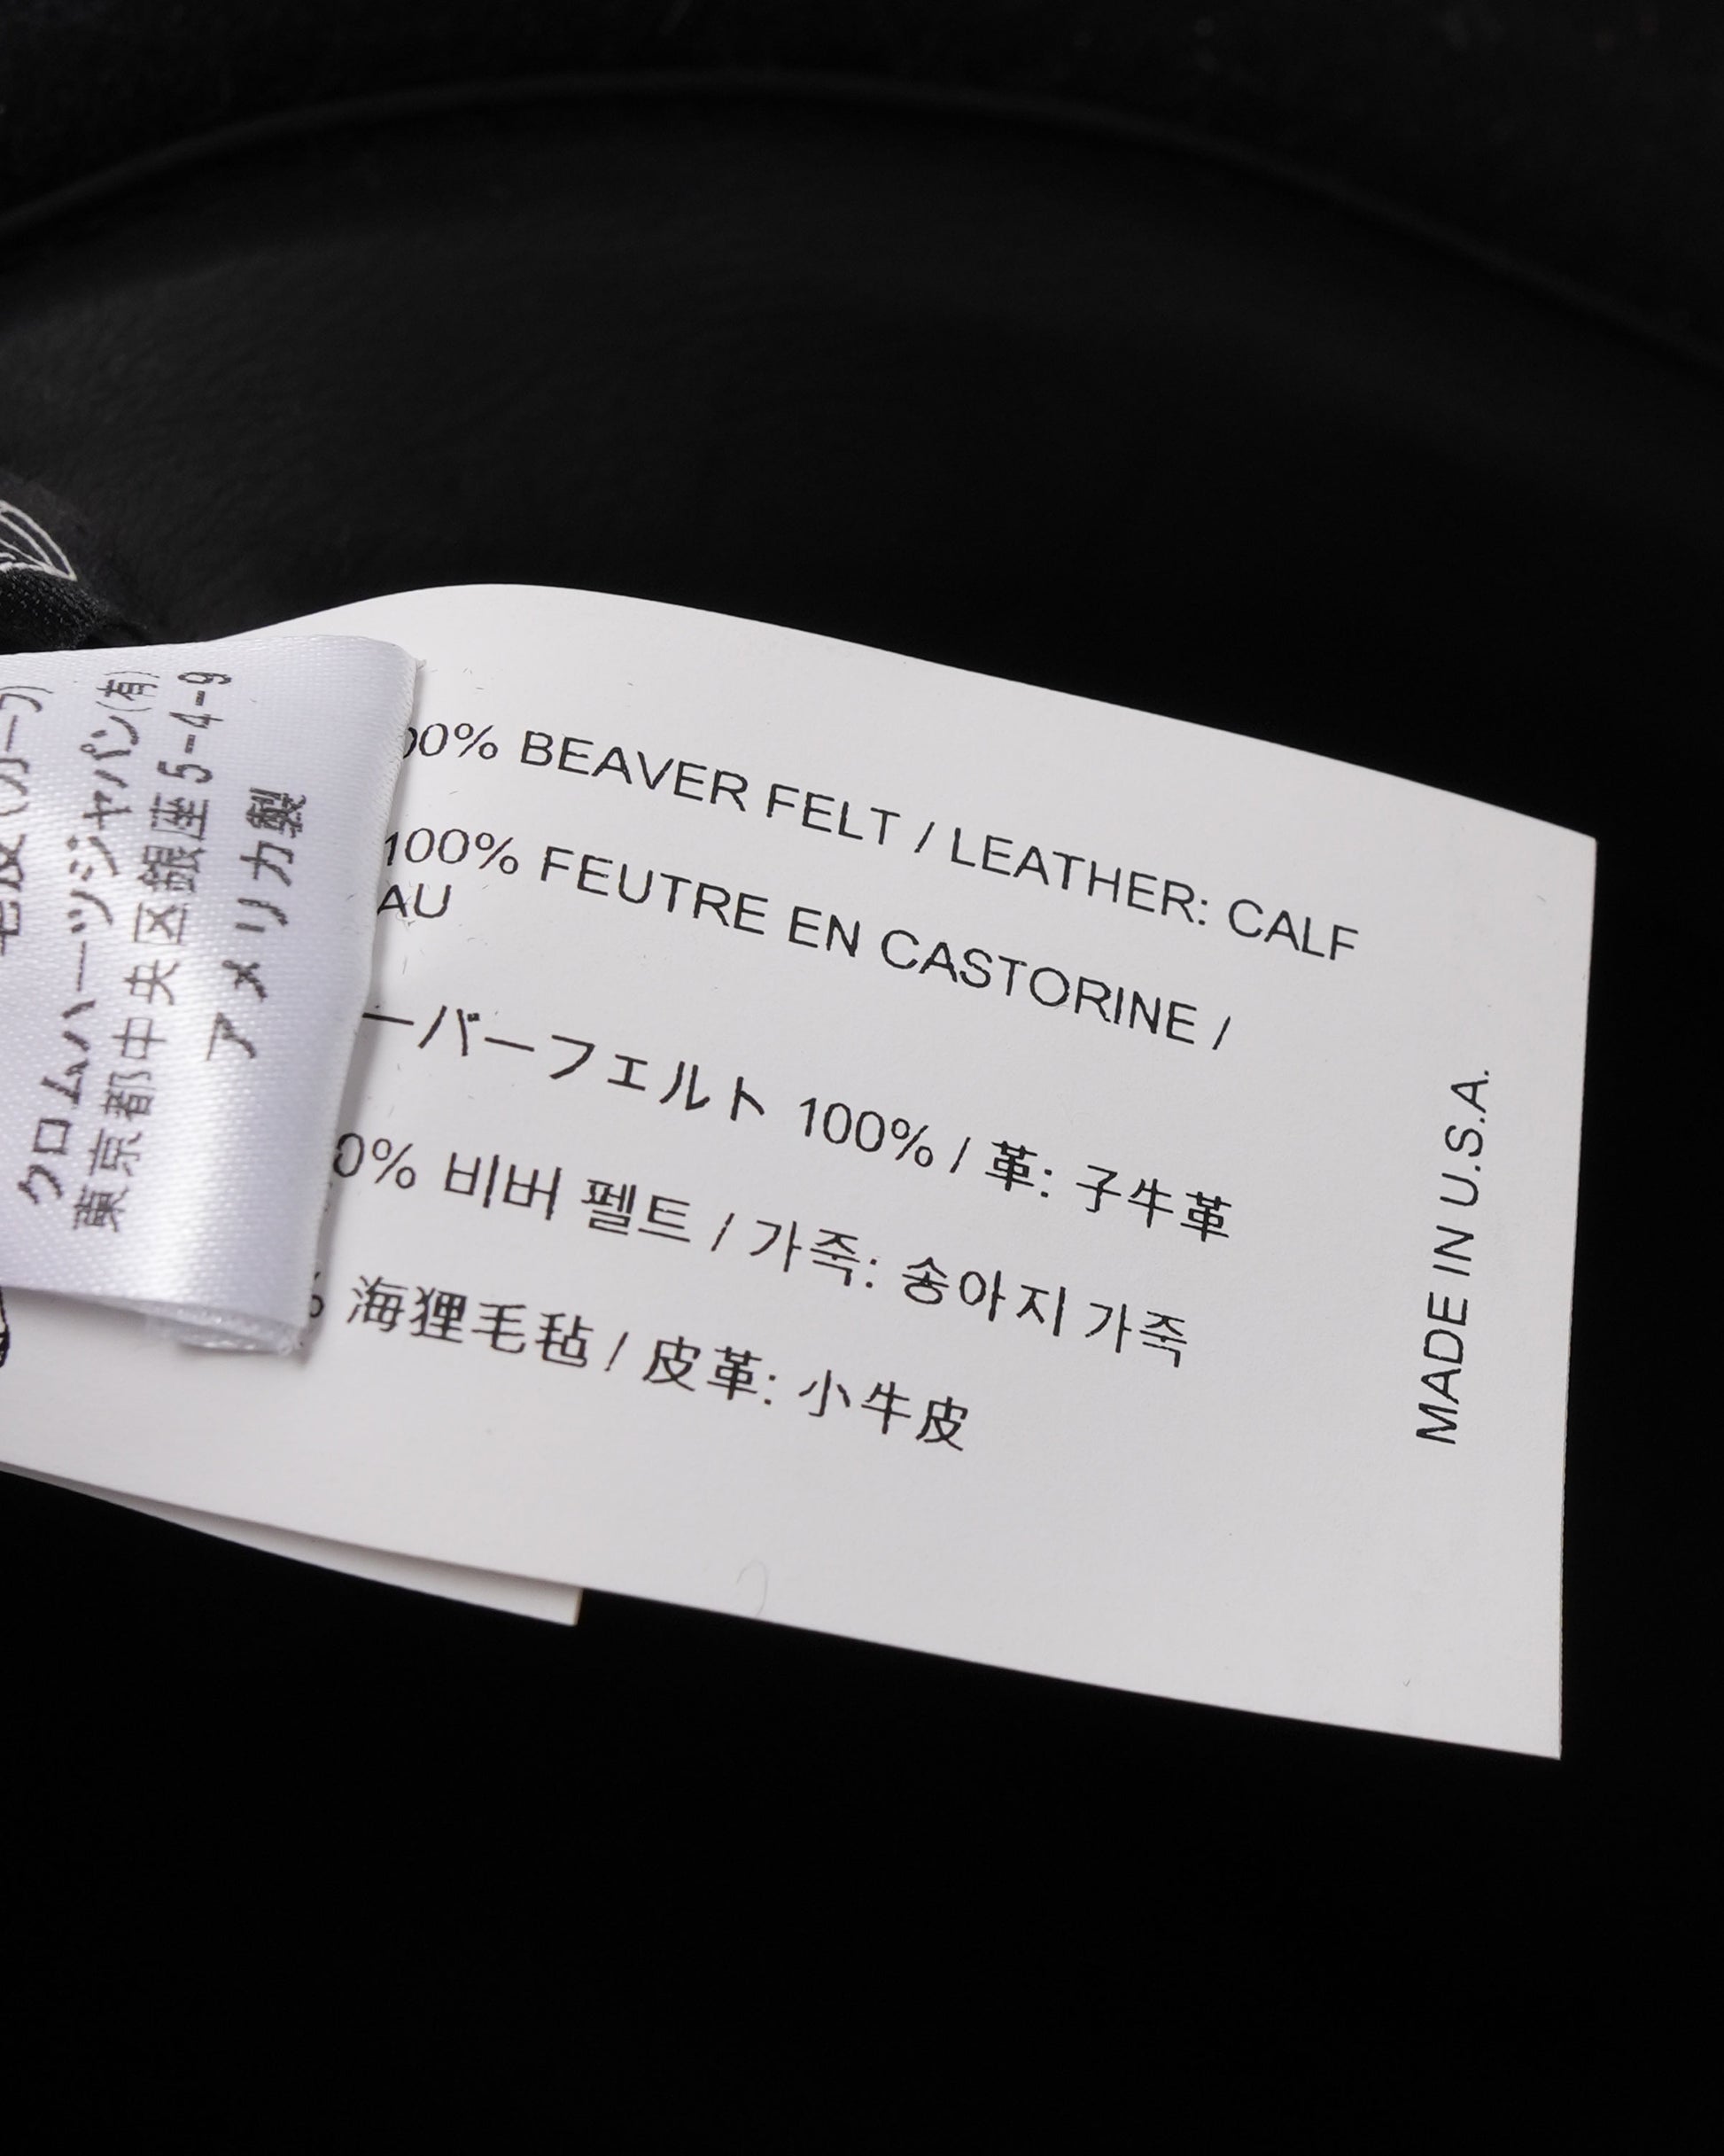 00% BEAVER FELT / LEATHER: CALF
100% FEUTRE EN CASTORINE /
AU
ーバーフェルト 100% / 革: 子牛革
0% 비버 펠트 / 가죽: 송아지 가죽
% 海狸毛毡 / 皮革: 小牛皮
MADE IN U.S.A.
クロムハーツジャパン(有)
東京都中央区銀座5-4-9
アメリカ製